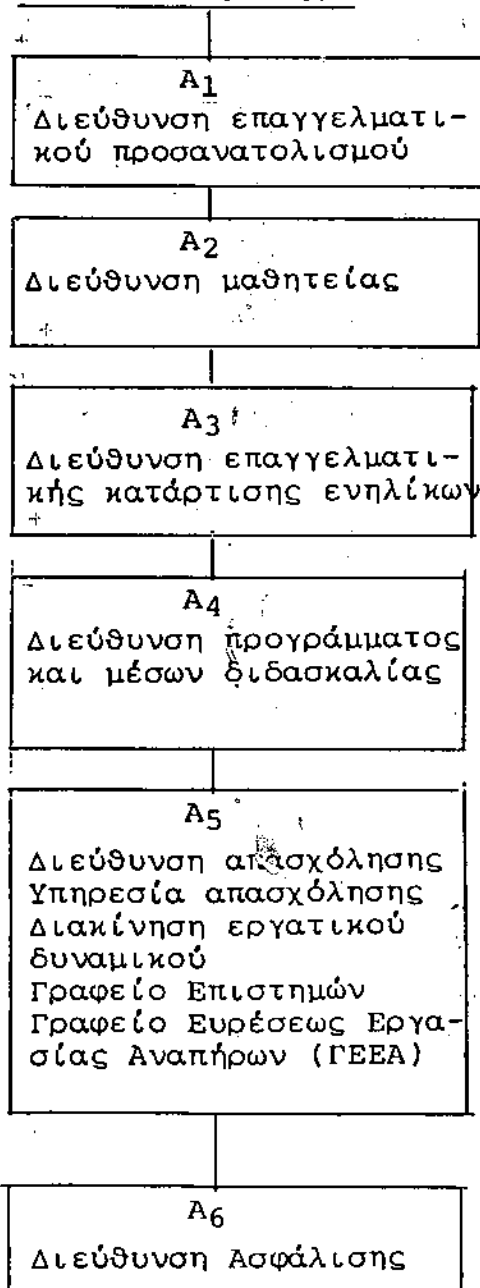 A1
Διεύθυνση επαγγελματι-
κού προσανατολισμού
A2
Διεύθυνση μαθητείας
A3
Διεύθυνση επαγγελματι-
κής κατάρτισης ενηλίκων
A4
Διεύθυνση προγράμματος
και μέσων διδασκαλίας
A5
Διεύθυνση απασχόλησης
Υπηρεσία απασχόλησης
Διακίνηση εργατικού
δυναμικού
Γραφείο Επιστημών
Γραφείο Ευρέσεως Εργα-
σίας Αναπήρων (ΓΕΕΑ)
A6
Διεύθυνση Ασφάλισης